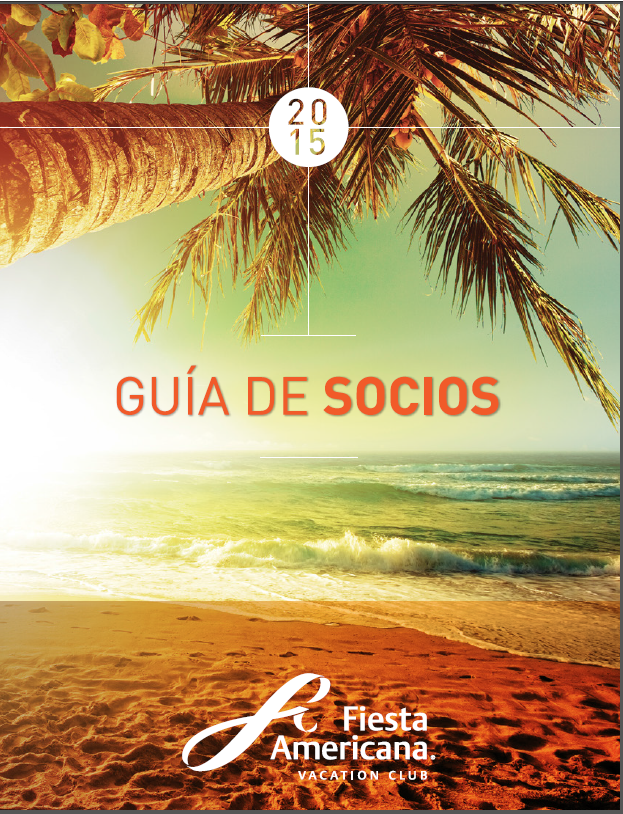 20
15
GUÍA DE SOCIOS
Fiesta
Americana.
VACATION CLUB